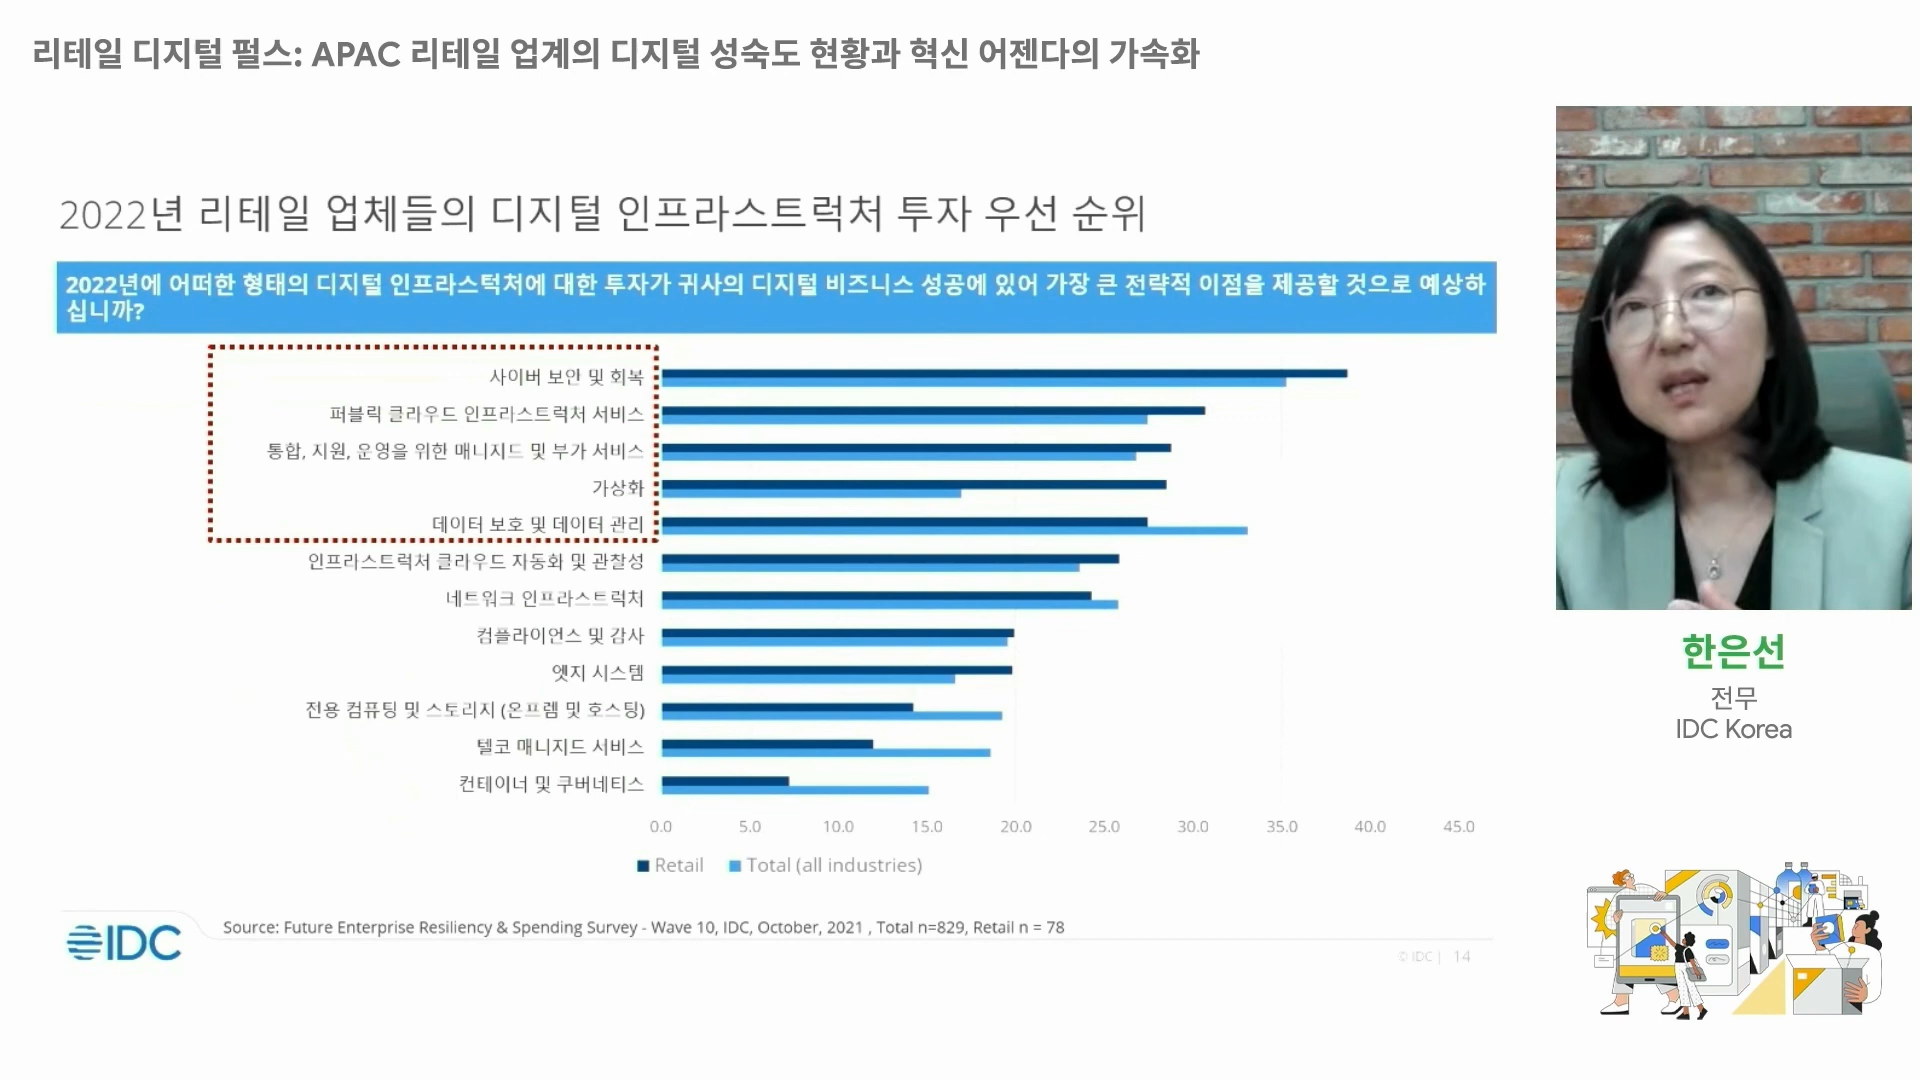 리테일 디지털 펄스: APAC 리테일 업계의 디지털 성숙도 현황과 혁신 어젠다의 가속화
2022년 리테일 업체들의 디지털 인프라스트럭처 투자 우선 순위
2022년에 어떠한 형태의 디지털 인프라스턱처에 대한 투자가 귀사의 디지털 비즈니스 성공에 있어 가장 큰 전략적 이점을 제공할 것으로 예상하
십니까?
사이버 보안 및 회복
퍼블릭 클라우드 인프라스트럭처 서비스
통합, 지원, 운영을 위한 매니지드 및 부가 서비스
가상화
데이터 보호 및 데이터 관리
인프라스트럭처 클라우드 자동화 및 관찰성
네트워크 인프라스트럭처
컴플라이언스 및 감사
엣지 시스템
전용 컴퓨팅 및 스토리지 (온프렘 및 호스팅)
텔코 매니지드 서비스
컨테이너 및 쿠버네티스
0.0 5.0 10.0 15.0 20.0 25.0 30.0 35.0 40.0 45.0
Retail Total (all industries)
IDC
Source: Future Enterprise Resiliency & Spending Survey - Wave 10, IDC, October, 2021 , Total n=829, Retail n = 78
© IDC | 14
한은선
전무
IDC Korea